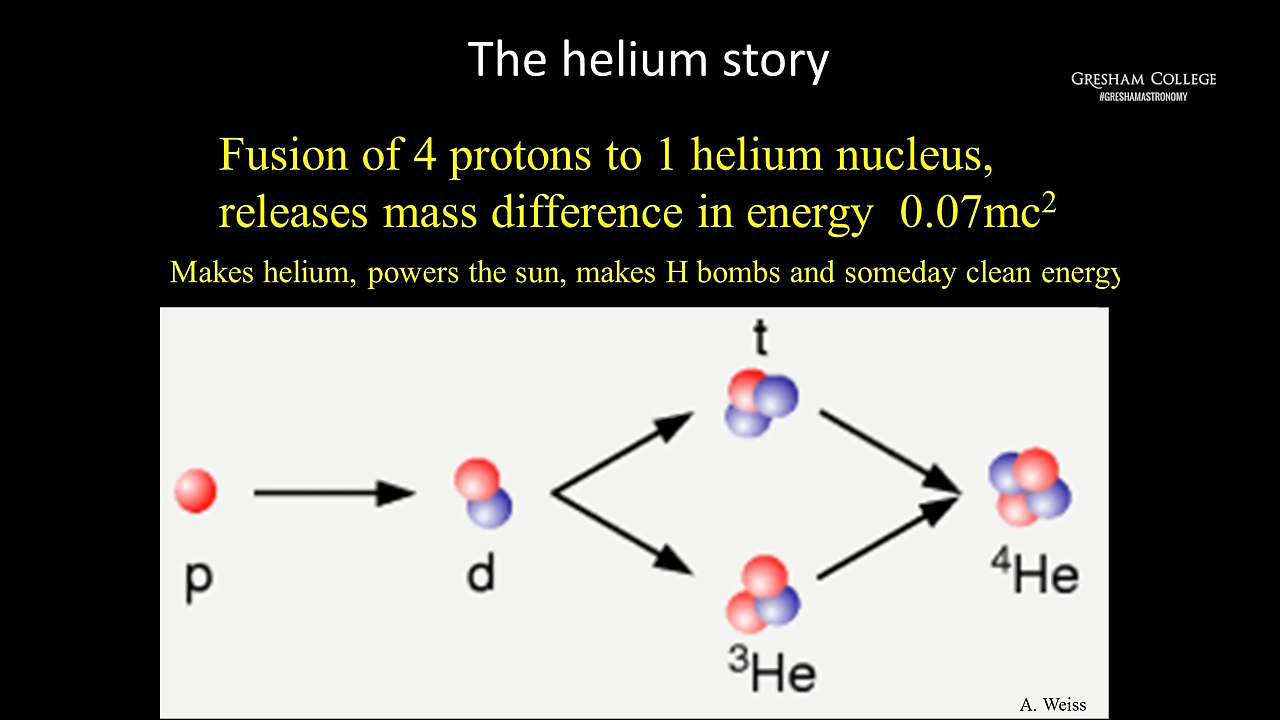 The helium story
GRESHAM COLLEGE
#GRESHAMASTRONOMY
Fusion of 4 protons to 1 helium nucleus,
releases mass difference in energy 0.07mc²
Makes helium, powers the sun, makes H bombs and someday clean energy
t
p
d
⁴He
³He
A. Weiss